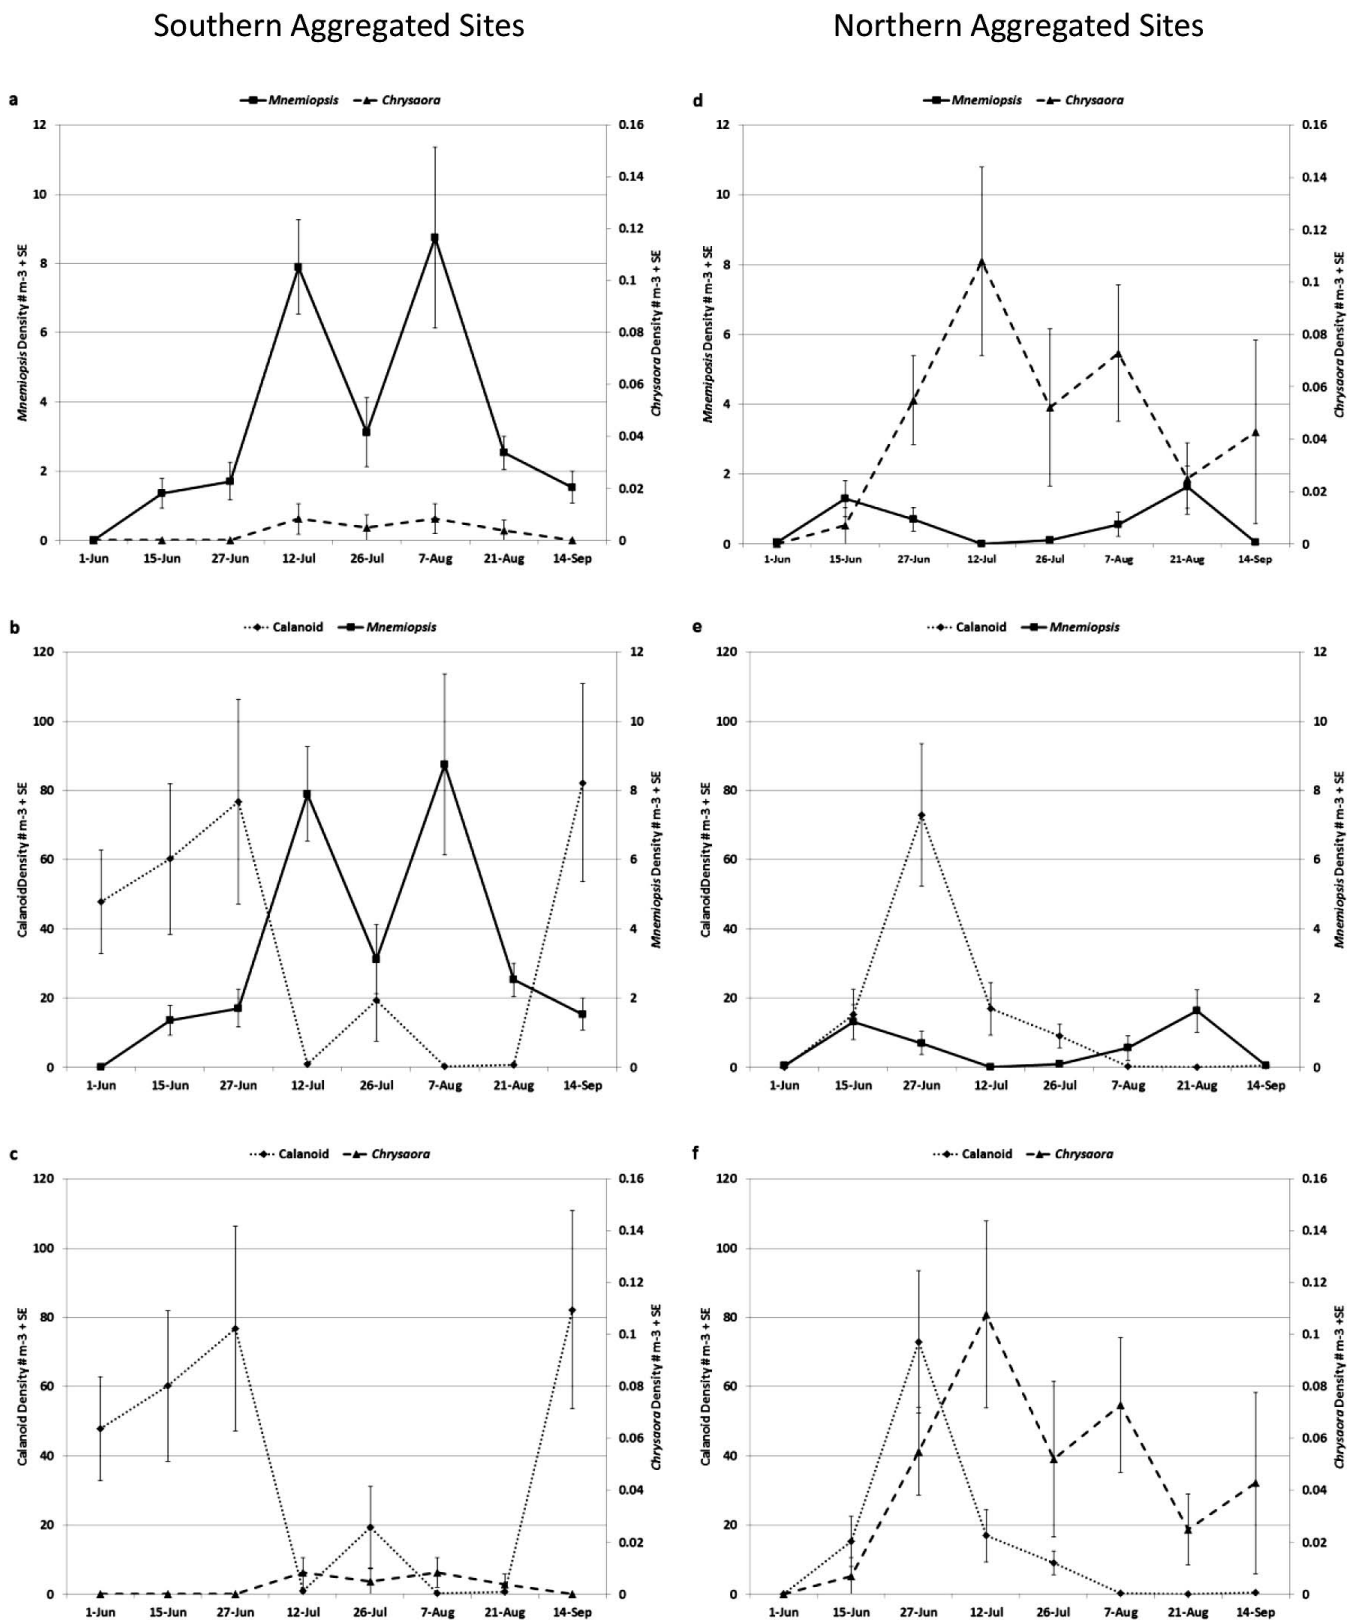 Southern Aggregated Sites
Northern Aggregated Sites
a
Mnemiopsis Chrysaora
12
10
8
6
4
2
0
0.16
0.14
0.12
0.1
0.08
0.06
0.04
0.02
0
Mnemiopsis Density # m-3 + SE
Chrysaora Density # m-3 + SE
1-Jun 15-Jun 27-Jun 12-Jul 26-Jul 7-Aug 21-Aug 14-Sep
d
Mnemiopsis Chrysaora
12
10
8
6
4
2
0
0.16
0.14
0.12
0.1
0.08
0.06
0.04
0.02
0
Mnemiposis Density # m-3 + SE
Chrysaora Density # m-3 + SE
1-Jun 15-Jun 27-Jun 12-Jul 26-Jul 7-Aug 21-Aug 14-Sep
b
Calanoid Mnemiopsis
120
100
80
60
40
20
0
12
10
8
6
4
2
0
CalanoidDensity # m-3 + SE
Mnemiopsis Density # m-3 + SE
1-Jun 15-Jun 27-Jun 12-Jul 26-Jul 7-Aug 21-Aug 14-Sep
e
Calanoid Mnemiopsis
120
100
80
60
40
20
0
12
10
8
6
4
2
0
CalanoidDensity # m-3 + SE
Mnemiopsis Density # m-3 + SE
1-Jun 15-Jun 27-Jun 12-Jul 26-Jul 7-Aug 21-Aug 14-Sep
c
Calanoid Chrysaora
120
100
80
60
40
20
0
0.16
0.14
0.12
0.1
0.08
0.06
0.04
0.02
0
Calanoid Density # m-3 + SE
Chrysaora Density # m-3 + SE
1-Jun 15-Jun 27-Jun 12-Jul 26-Jul 7-Aug 21-Aug 14-Sep
f
Calanoid Chrysaora
120
100
80
60
40
20
0
0.16
0.14
0.12
0.1
0.08
0.06
0.04
0.02
0
Calanoid Density # m-3 + SE
Chrysaora Density # m-3 +SE
1-Jun 15-Jun 27-Jun 12-Jul 26-Jul 7-Aug 21-Aug 14-Sep